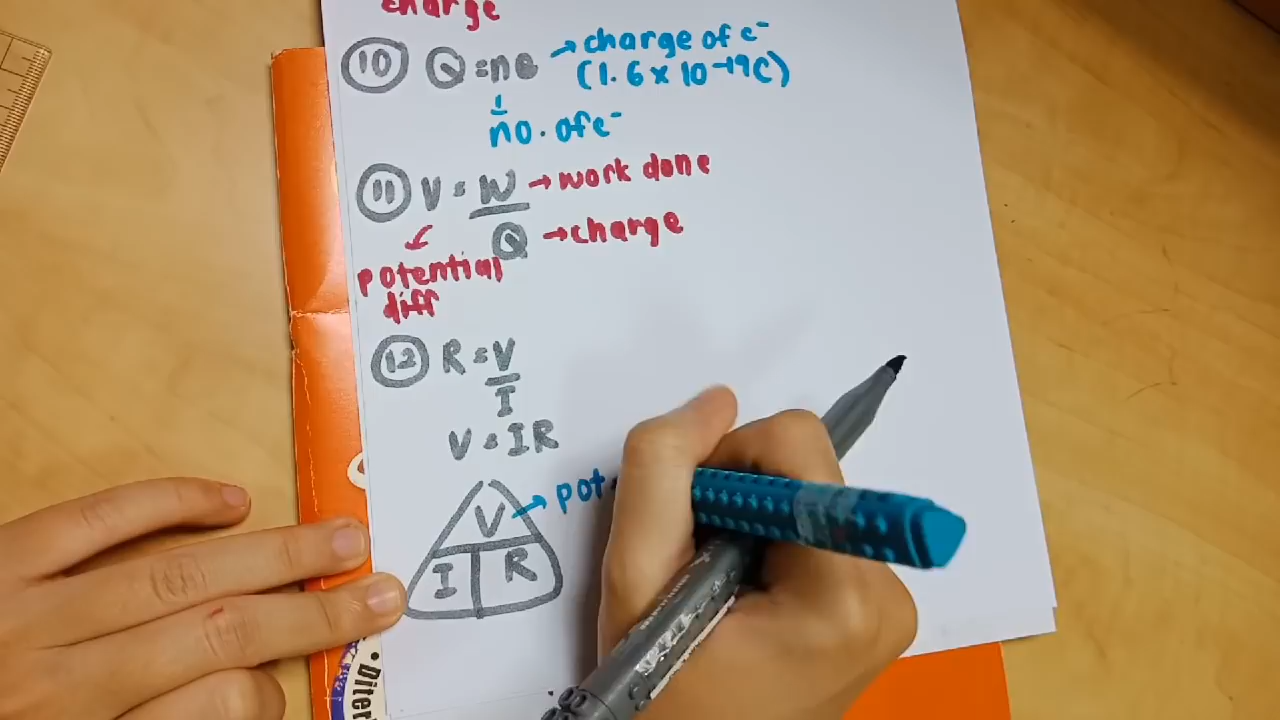 charge
10 Q = ne → charge of e⁻
(1.6 × 10⁻¹⁹C)
no. of e⁻
11 V = W → work done
Q → charge
potential
diff
12 R = V
I
V = IR
V → pot
I R
• Diter